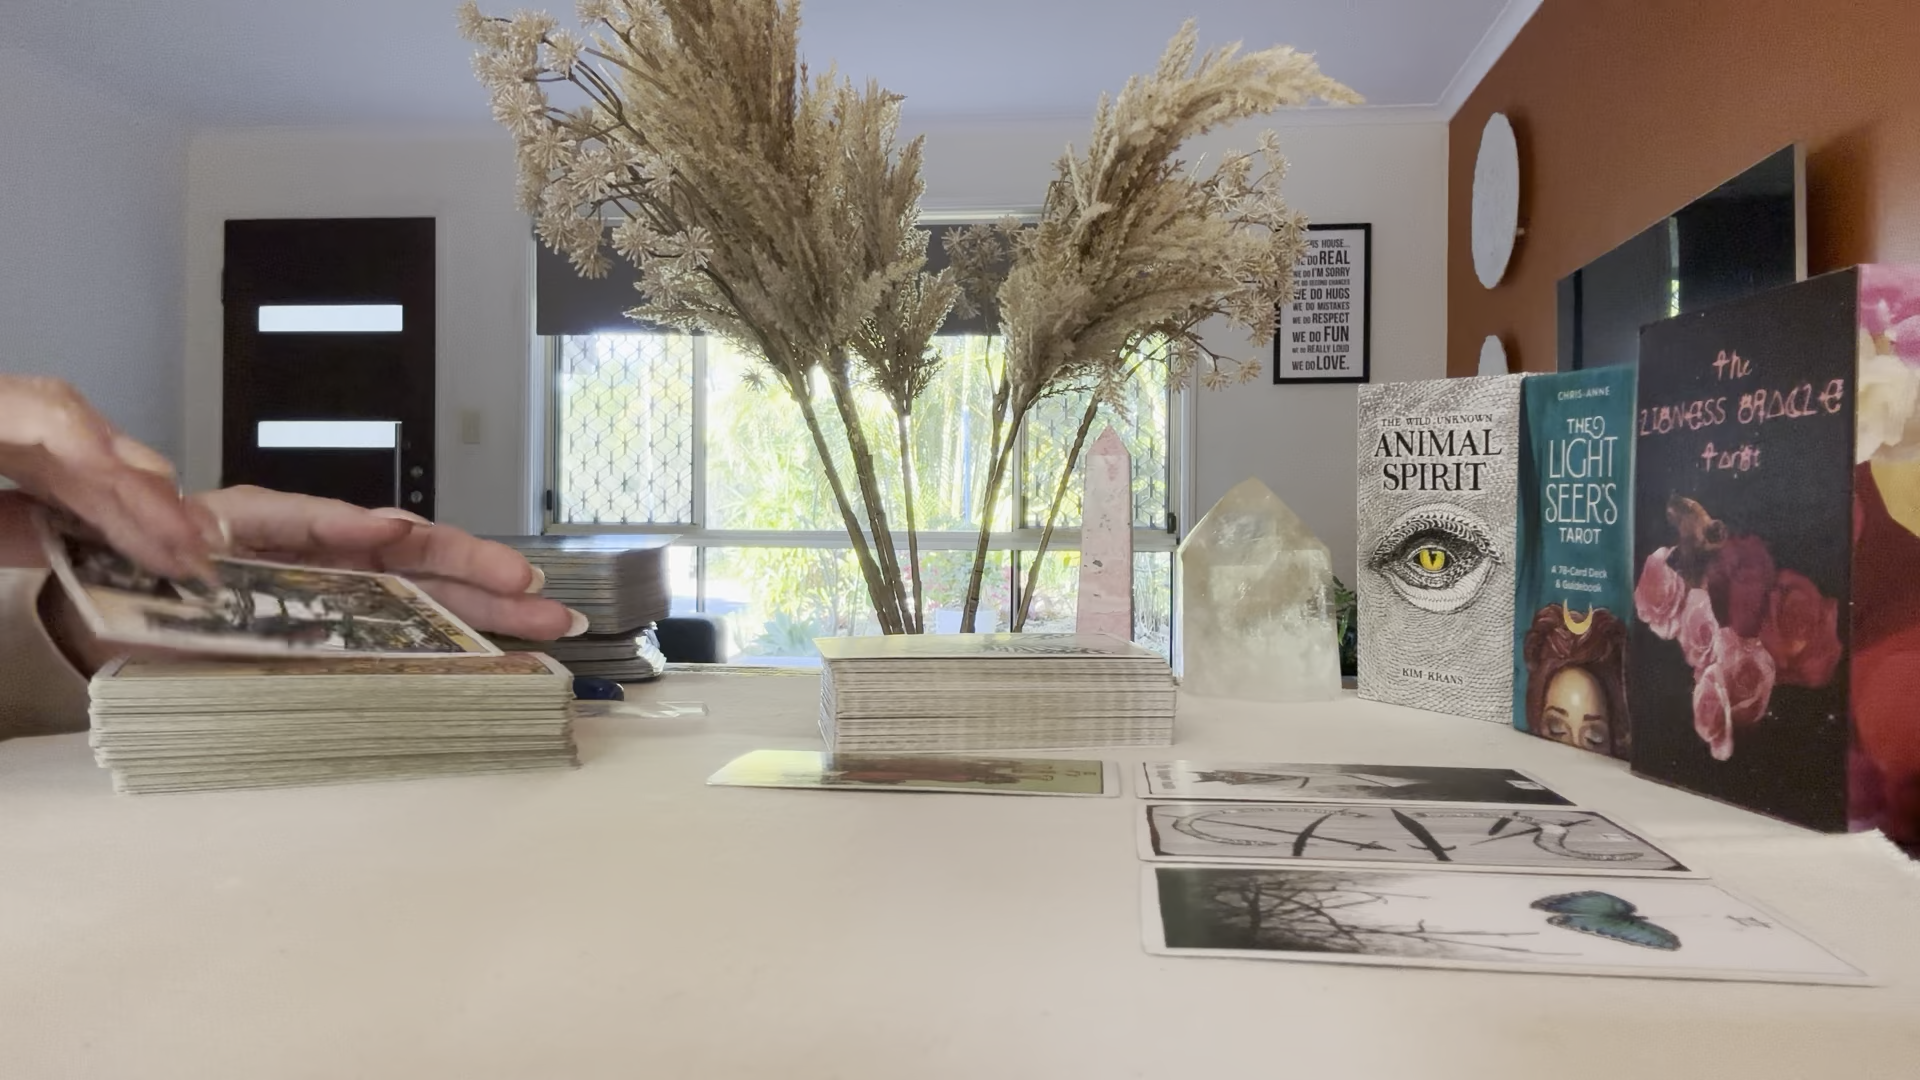 HOUSE...
DO REAL
WE DO I'M SORRY
WE DO SECOND CHANCES
WE DO HUGS
WE DO MISTAKES
WE DO RESPECT
WE DO FUN
WE DO REALLY LOUD
WE DO LOVE.
THE WILD UNKNOWN
ANIMAL
SPIRIT
KIM KRANS
CHRIS-ANNE
THE
LIGHT
SEER'S
TAROT
A 78-Card Deck
& Guidebook
the
LIONESS ORACLE
tarot